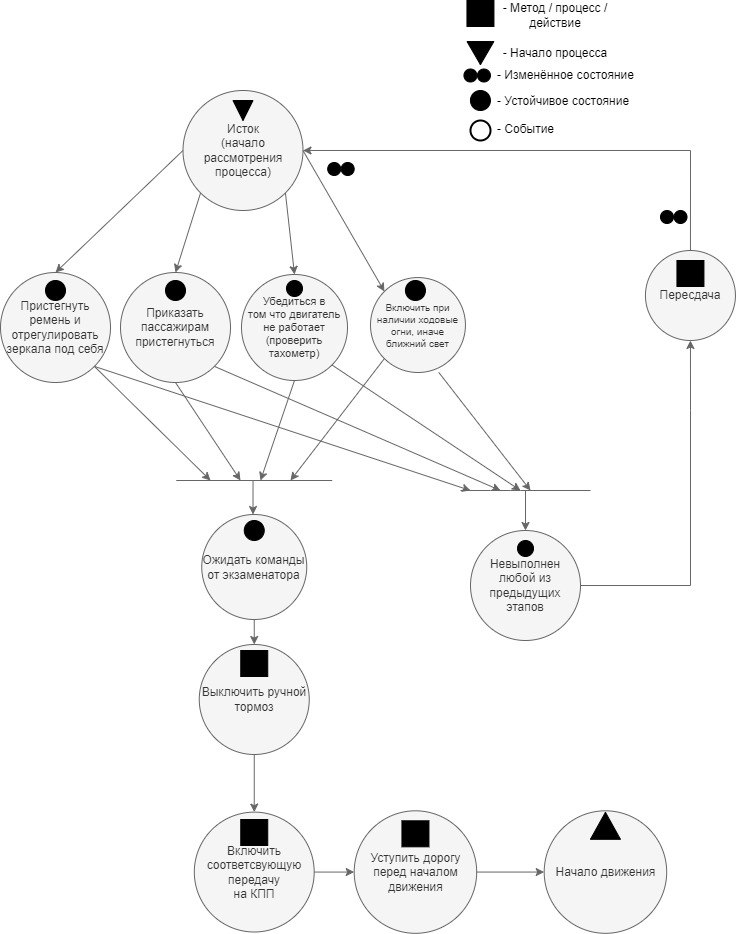 - Метод / процесс /
действие
- Начало процесса
- Изменённое состояние
- Устойчивое состояние
- Событие
Исток
(начало
рассмотрения
процесса)
Пристегнуть
ремень и
отрегулировать
зеркала под себя
Приказать
пассажирам
пристегнуться
Убедиться в
том что двигатель
не работает
(проверить
тахометр)
Включить при
наличии ходовые
огни, иначе
ближний свет
Пересдача
Ожидать команды
от экзаменатора
Невыполнен
любой из
предыдущих
этапов
Выключить ручной
тормоз
Включить
соответсвующую
передачу
на КПП
Уступить дорогу
перед началом
движения
Начало движения